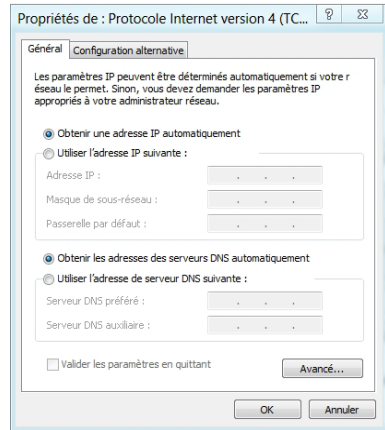 Propriétés de : Protocole Internet version 4 (TC...
Général
Configuration alternative
Les paramètres IP peuvent être déterminés automatiquement si votre r
éseau le permet. Sinon, vous devez demander les paramètres IP
appropriés à votre administrateur réseau.
Obtenir une adresse IP automatiquement
Utiliser l'adresse IP suivante :
Adresse IP :
Masque de sous-réseau :
Passerelle par défaut :
Obtenir les adresses des serveurs DNS automatiquement
Utiliser l'adresse de serveur DNS suivante :
Serveur DNS préféré :
Serveur DNS auxiliaire :
Valider les paramètres en quittant
Avancé...
OK
Annuler